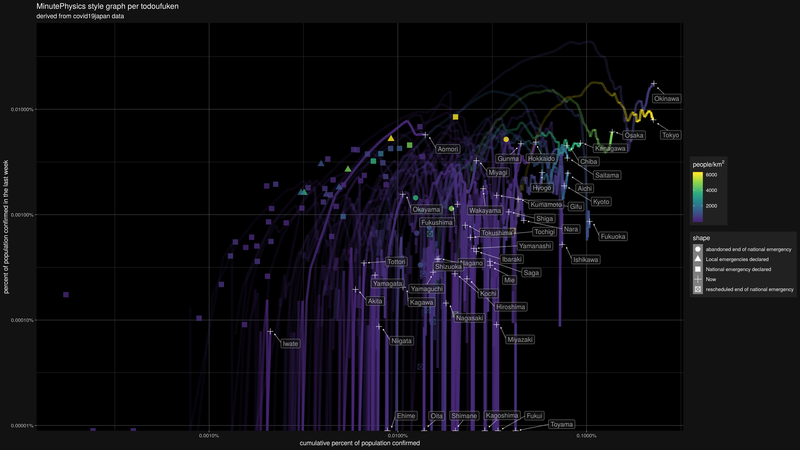 MinutePhysics style graph per todoufuken
derived from covid19japan data
percent of population confirmed in the last week
0.01000%
0.00100%
0.00010%
0.00001%
Okinawa
Tokyo
Osaka
Kanagawa
Aomori
Gunma
Hokkaido
Chiba
Miyagi
Saitama
Hyogo
Aichi
Okayama
Wakayama
Kumamoto
Gifu
Kyoto
Fukushima
Shiga
Tokushima
Tochigi
Nara
Fukuoka
Yamanashi
Tottori
Shizuoka
Nagano
Ibaraki
Ishikawa
Saga
Yamagata
Yamaguchi
Mie
Akita
Kagawa
Kochi
Hiroshima
Nagasaki
Iwate
Niigata
Miyazaki
Ehime
Oita
Shimane
Kagoshima
Fukui
Toyama
0.0010%
0.0100%
0.1000%
cumulative percent of population confirmed
people/km²
6000
4000
2000
shape
abandoned end of national emergency
Local emergencies declared
National emergency declared
Now
rescheduled end of national emergency